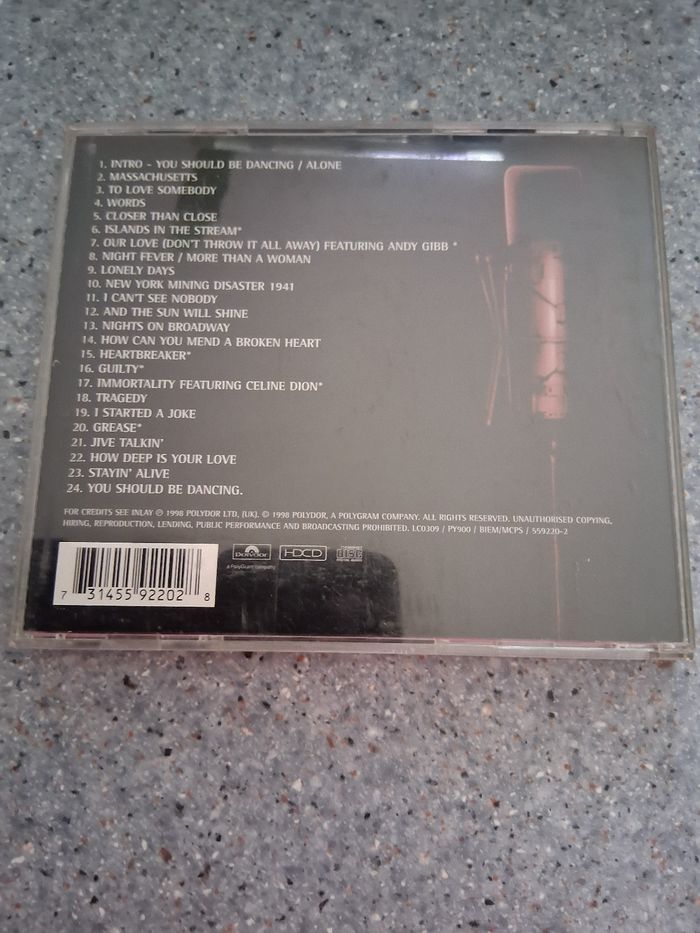 1. INTRO - YOU SHOULD BE DANCING / ALONE
2. MASSACHUSETTS
3. TO LOVE SOMEBODY
4. WORDS
5. CLOSER THAN CLOSE
6. ISLANDS IN THE STREAM*
7. OUR LOVE (DON'T THROW IT ALL AWAY) FEATURING ANDY GIBB *
8. NIGHT FEVER / MORE THAN A WOMAN
9. LONELY DAYS
10. NEW YORK MINING DISASTER 1941
11. I CAN'T SEE NOBODY
12. AND THE SUN WILL SHINE
13. NIGHTS ON BROADWAY
14. HOW CAN YOU MEND A BROKEN HEART
15. HEARTBREAKER*
16. GUILTY*
17. IMMORTALITY FEATURING CELINE DION*
18. TRAGEDY
19. I STARTED A JOKE
20. GREASE*
21. JIVE TALKIN'
22. HOW DEEP IS YOUR LOVE
23. STAYIN' ALIVE
24. YOU SHOULD BE DANCING.
FOR CREDITS SEE INLAY ℗ 1998 POLYDOR LTD. (UK). © 1998 POLYDOR, A POLYGRAM COMPANY. ALL RIGHTS RESERVED. UNAUTHORISED COPYING,
HIRING, REPRODUCTION, LENDING, PUBLIC PERFORMANCE AND BROADCASTING PROHIBITED. LC0309 / PY900 / BIEM/MCPS / 559220-2
Polydor HDCD COMPACT disc DIGITAL AUDIO
a PolyGram company
7 31455 92202 8